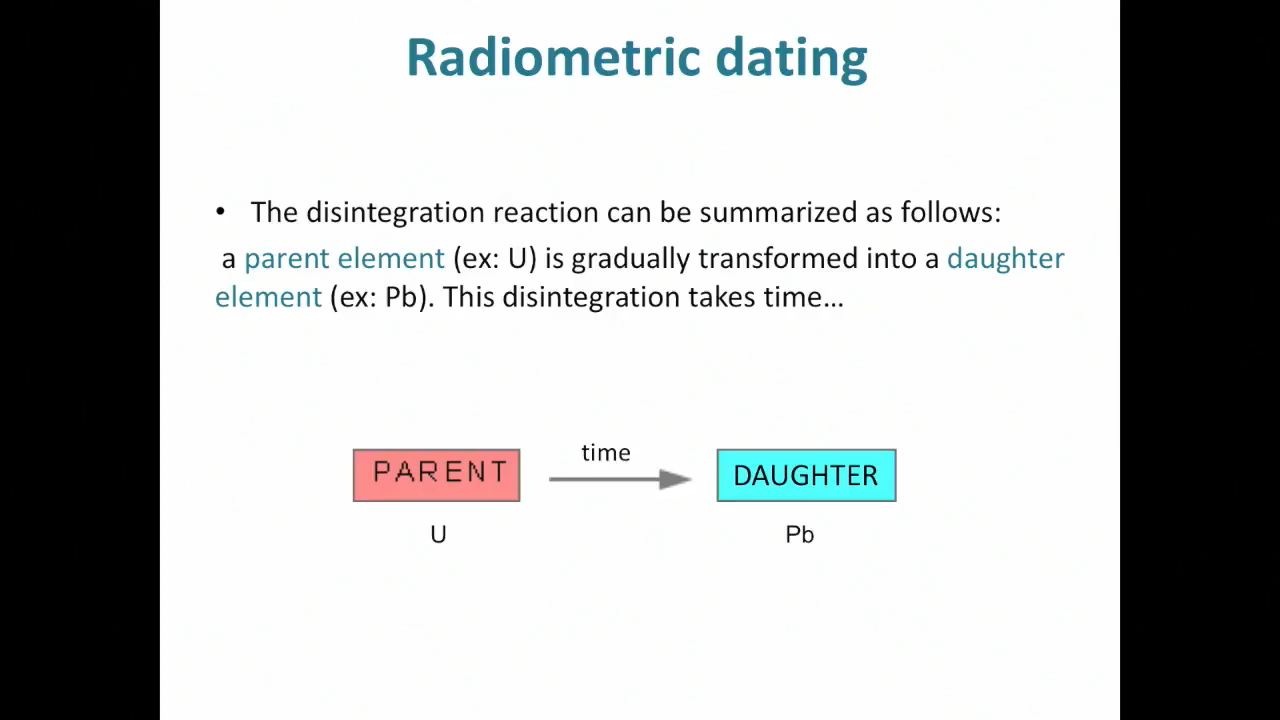 Radiometric dating
• The disintegration reaction can be summarized as follows:
a parent element (ex: U) is gradually transformed into a daughter
element (ex: Pb). This disintegration takes time...
time
PARENT
DAUGHTER
U
Pb